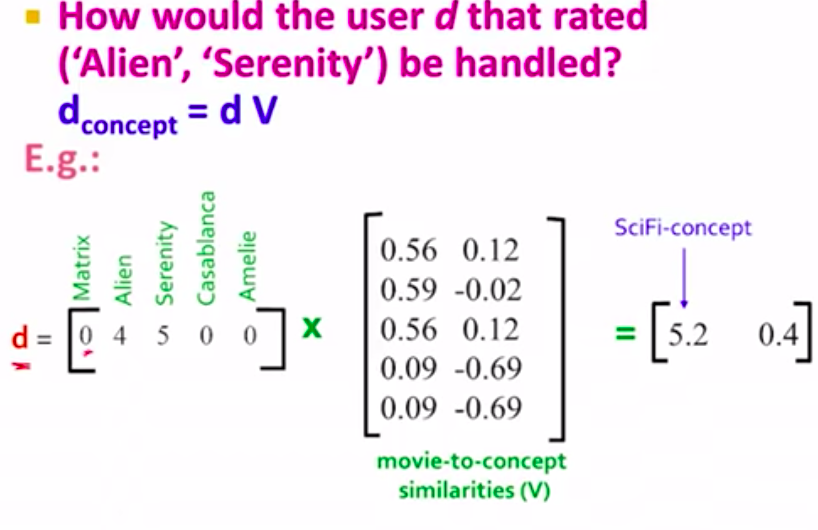 How would the user d that rated
(‘Alien’, ‘Serenity’) be handled?
dconcept = d V
E.g.:
Matrix
Alien
Serenity
Casablanca
Amelie
d = [0 4 5 0 0] x
0.56 0.12
0.59 -0.02
0.56 0.12
0.09 -0.69
0.09 -0.69
movie-to-concept
similarities (V)
SciFi-concept
= [5.2 0.4]